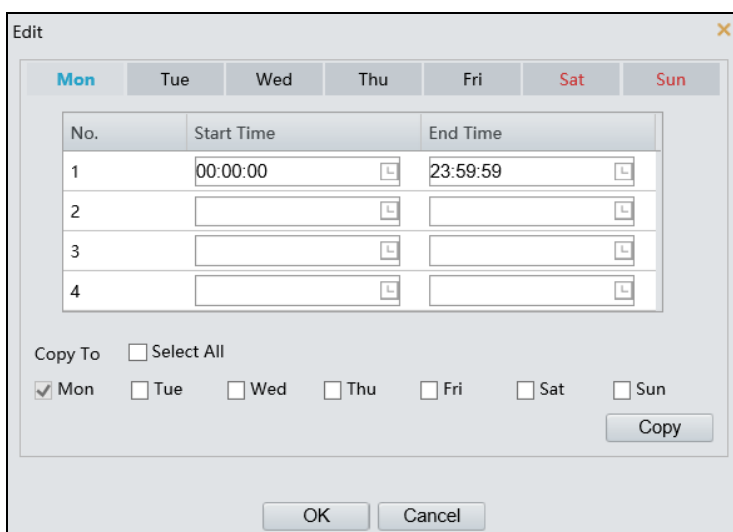 Edit
Mon Tue Wed Thu Fri Sat Sun
No. Start Time End Time
1 00:00:00 23:59:59
2
3
4
Copy To Select All
Mon Tue Wed Thu Fri Sat Sun
Copy
OK Cancel